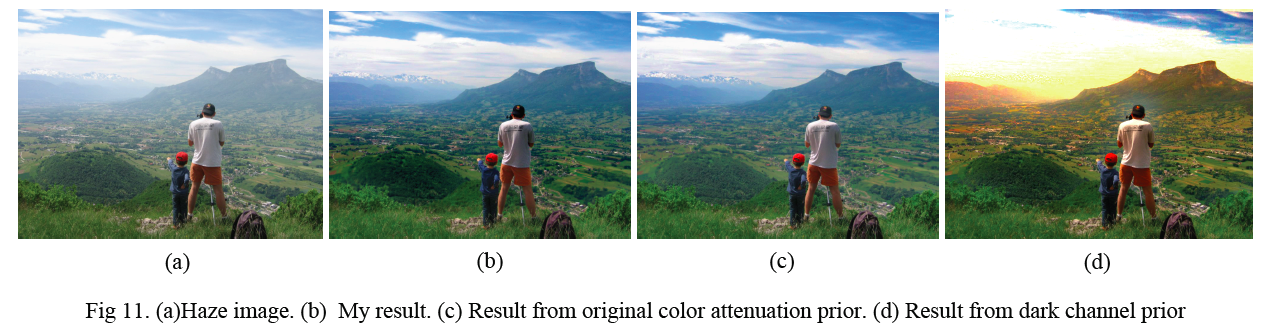 (a)
(b)
(c)
(d)
Fig 11. (a)Haze image. (b)  My result. (c) Result from original color attenuation prior. (d) Result from dark channel prior